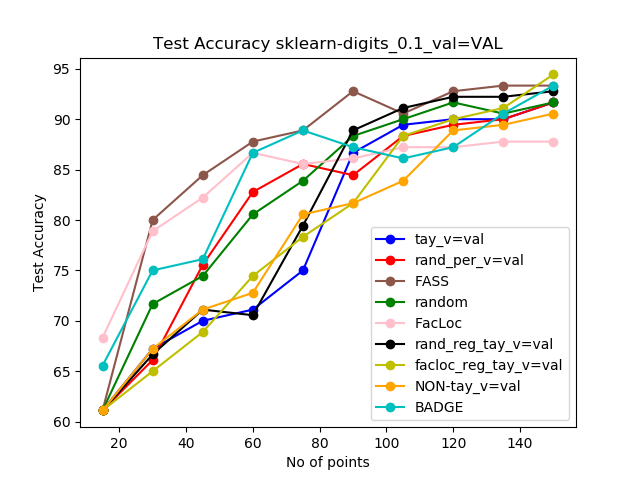 Test Accuracy sklearn-digits_0.1_val=VAL
95
90
85
80
75
70
65
60
Test Accuracy
20
40
60
80
100
120
140
No of points
tay_v=val
rand_per_v=val
FASS
random
FacLoc
rand_reg_tay_v=val
facloc_reg_tay_v=val
NON-tay_v=val
BADGE